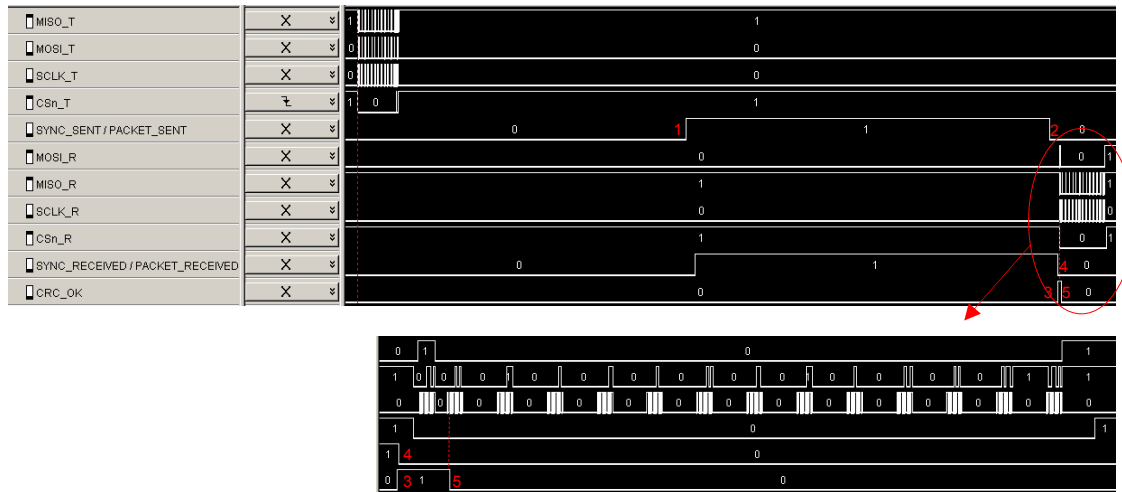 MISO_T X 1 1
MOSI_T X 0 0
SCLK_T X 0 0
CSn_T 1 0 1
SYNC_SENT / PACKET_SENT X 0 1 1 2 0
MOSI_R X 0 0 1
MISO_R X 1 1
SCLK_R X 0 0
CSn_R X 1 0 1
SYNC_RECEIVED / PACKET_RECEIVED X 0 1 4 0
CRC_OK X 0 3 5 0
0 1 0 1
1 0 0 0 1 0 0 0 0 0 0 1 0 0 0 0 1 1
0 0 0 0 0 0 0 0 0 0 0 0 0 0 0
1 0 1
1 4 0
0 3 1 5 0